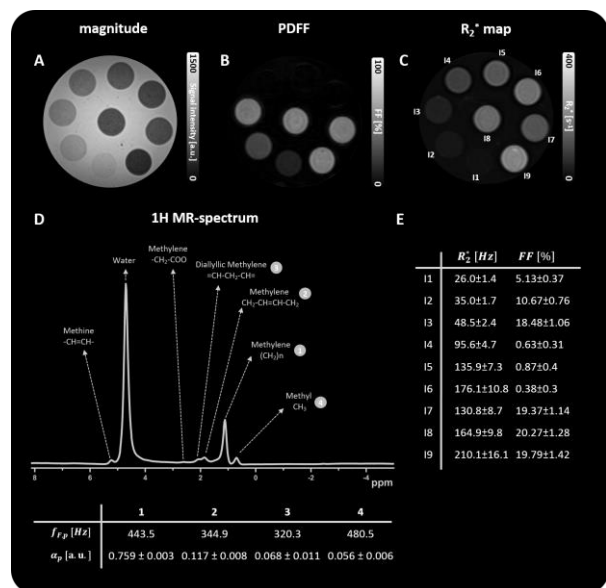 magnitude PDFF R₂* map
A 1500 Signal intensity [a.u.] 0
B 100 FF [%] 0
C 400 R₂* [s⁻¹] 0
I1 I2 I3 I4 I5 I6 I7 I8 I9
D 1H MR-spectrum
Water
Methylene
-CH₂-COO
Diallyllic Methylene
=CH-CH₂-CH=
Methylene 2
CH₂-CH=CH-CH₂
Methine
-CH=CH-
Methylene
(CH₂)n
Methyl 4
CH₃
8 6 4 2 0 -2 -4
ppm
1 2 3 4
f_F,p [Hz] 443.5 344.9 320.3 480.5
α_p [a.u.] 0.759 ± 0.003 0.117 ± 0.008 0.068 ± 0.011 0.056 ± 0.006
E
R₂* [Hz] FF [%]
I1 26.0±1.4 5.13±0.37
I2 35.0±1.7 10.67±0.76
I3 48.5±2.4 18.48±1.06
I4 95.6±4.7 0.63±0.31
I5 135.9±7.3 0.87±0.4
I6 176.1±10.8 0.38±0.3
I7 130.8±8.7 19.37±1.14
I8 164.9±9.8 20.27±1.28
I9 210.1±16.1 19.79±1.42